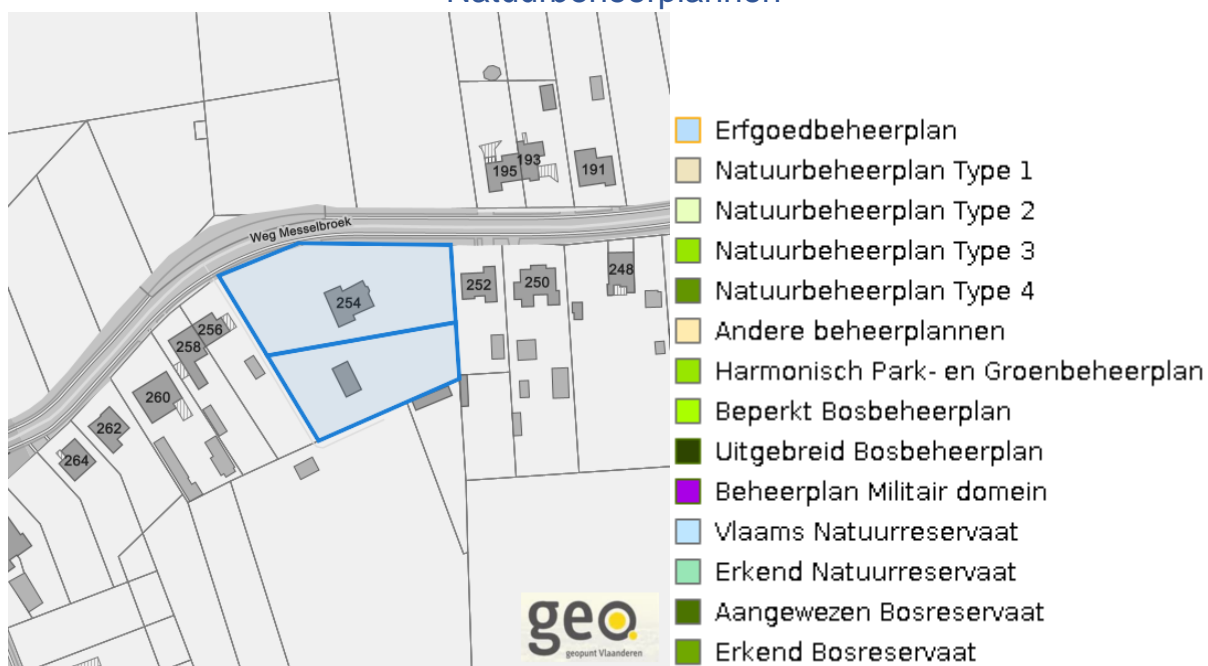 Natuurbeheerplannen
195
193
191
Weg Messelbroek
254
252
250
248
256
258
260
262
264
geo.
geopunt Vlaanderen
Erfgoedbeheerplan
Natuurbeheerplan Type 1
Natuurbeheerplan Type 2
Natuurbeheerplan Type 3
Natuurbeheerplan Type 4
Andere beheerplannen
Harmonisch Park- en Groenbeheerplan
Beperkt Bosbeheerplan
Uitgebreid Bosbeheerplan
Beheerplan Militair domein
Vlaams Natuurreservaat
Erkend Natuurreservaat
Aangewezen Bosreservaat
Erkend Bosreservaat